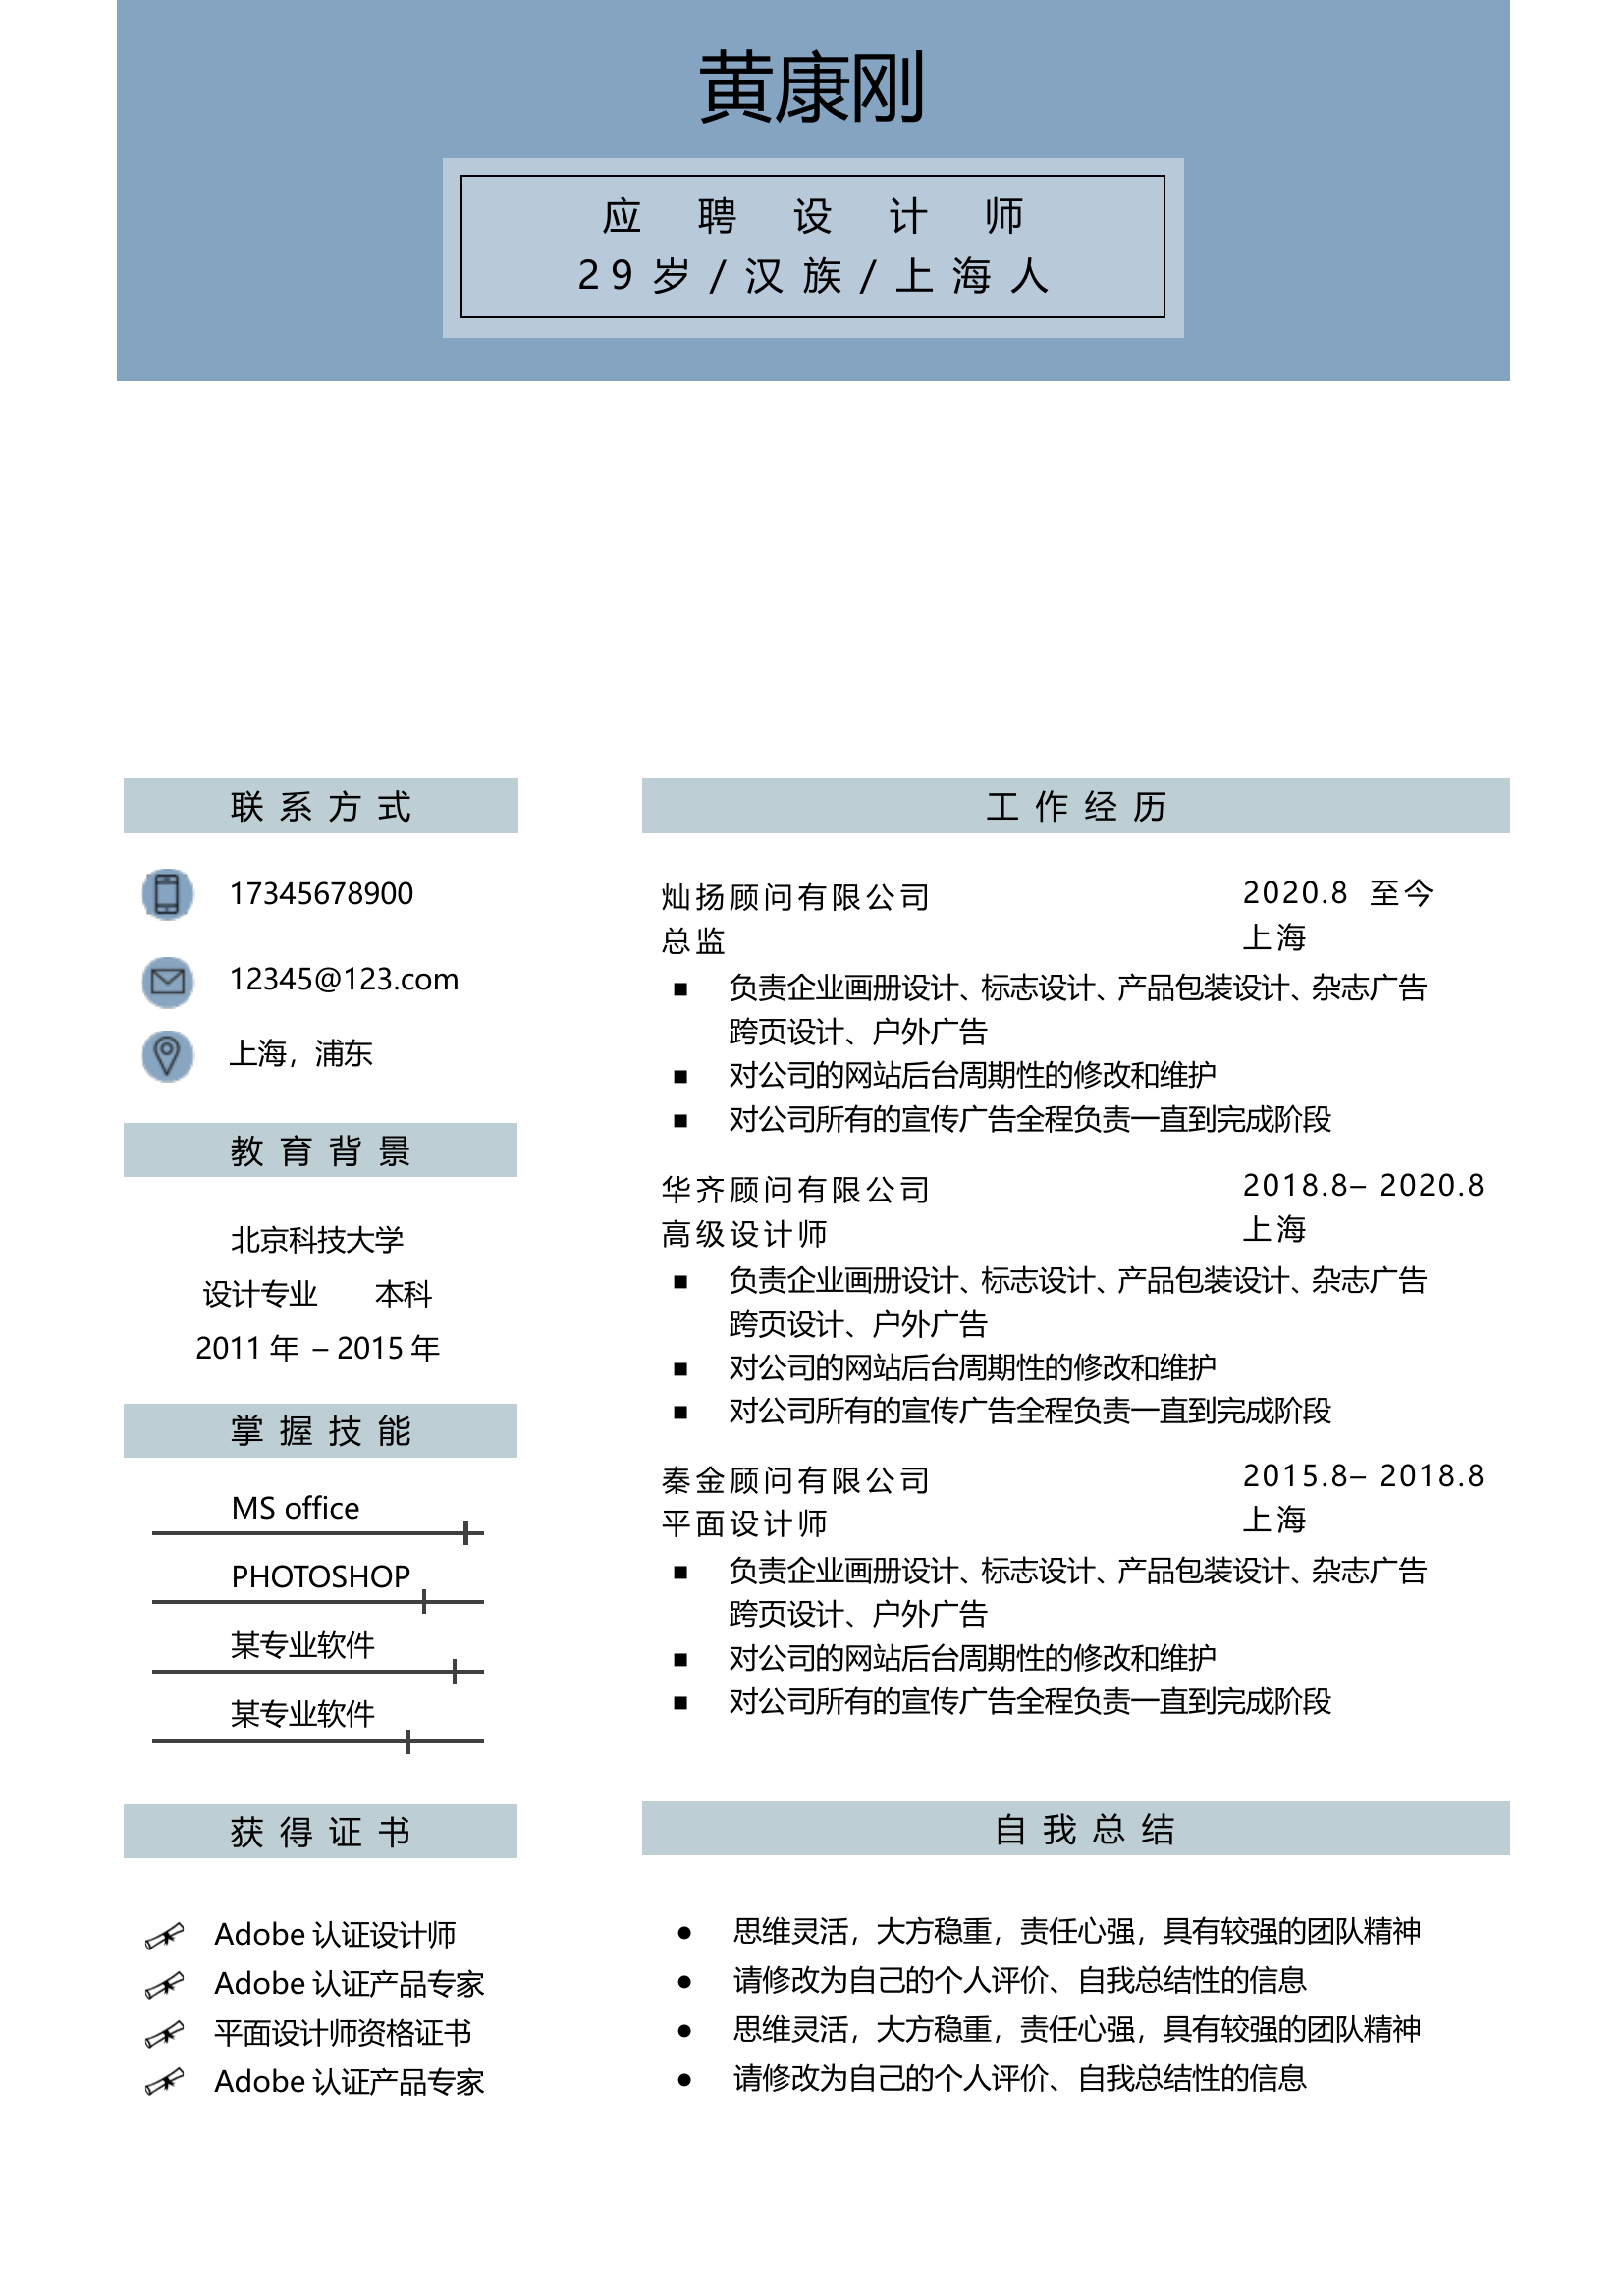 黄康刚
应聘设计师
29岁/汉族/上海人
联系方式
17345678900
12345@123.com
上海，浦东
教育背景
北京科技大学
设计专业 本科
2011年 – 2015年
掌握技能
MS office
PHOTOSHOP
某专业软件
某专业软件
获得证书
Adobe认证设计师
Adobe认证产品专家
平面设计师资格证书
Adobe认证产品专家
工作经历
灿扬顾问有限公司 2020.8 至今
总监 上海
■ 负责企业画册设计、标志设计、产品包装设计、杂志广告
跨页设计、户外广告
■ 对公司的网站后台周期性的修改和维护
■ 对公司所有的宣传广告全程负责一直到完成阶段
华齐顾问有限公司 2018.8– 2020.8
高级设计师 上海
■ 负责企业画册设计、标志设计、产品包装设计、杂志广告
跨页设计、户外广告
■ 对公司的网站后台周期性的修改和维护
■ 对公司所有的宣传广告全程负责一直到完成阶段
秦金顾问有限公司 2015.8– 2018.8
平面设计师 上海
■ 负责企业画册设计、标志设计、产品包装设计、杂志广告
跨页设计、户外广告
■ 对公司的网站后台周期性的修改和维护
■ 对公司所有的宣传广告全程负责一直到完成阶段
自我总结
● 思维灵活，大方稳重，责任心强，具有较强的团队精神
● 请修改为自己的个人评价、自我总结性的信息
● 思维灵活，大方稳重，责任心强，具有较强的团队精神
● 请修改为自己的个人评价、自我总结性的信息